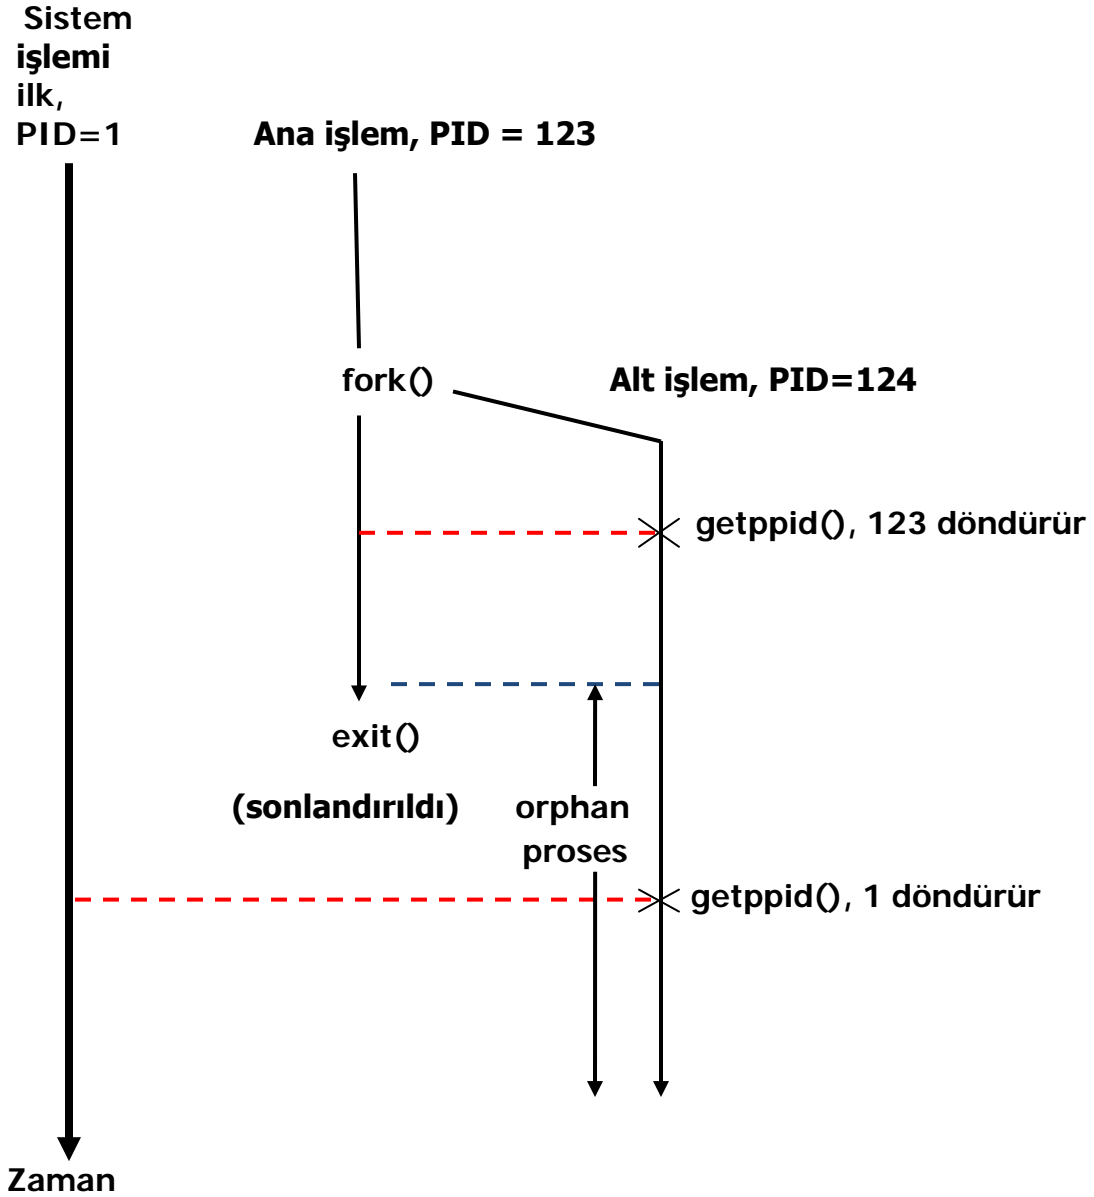 Sistem
işlemi
ilk,
PID=1
Ana işlem, PID = 123
fork()
Alt işlem, PID=124
getppid(), 123 döndürür
exit()
(sonlandırıldı)
orphan
proses
getppid(), 1 döndürür
Zaman